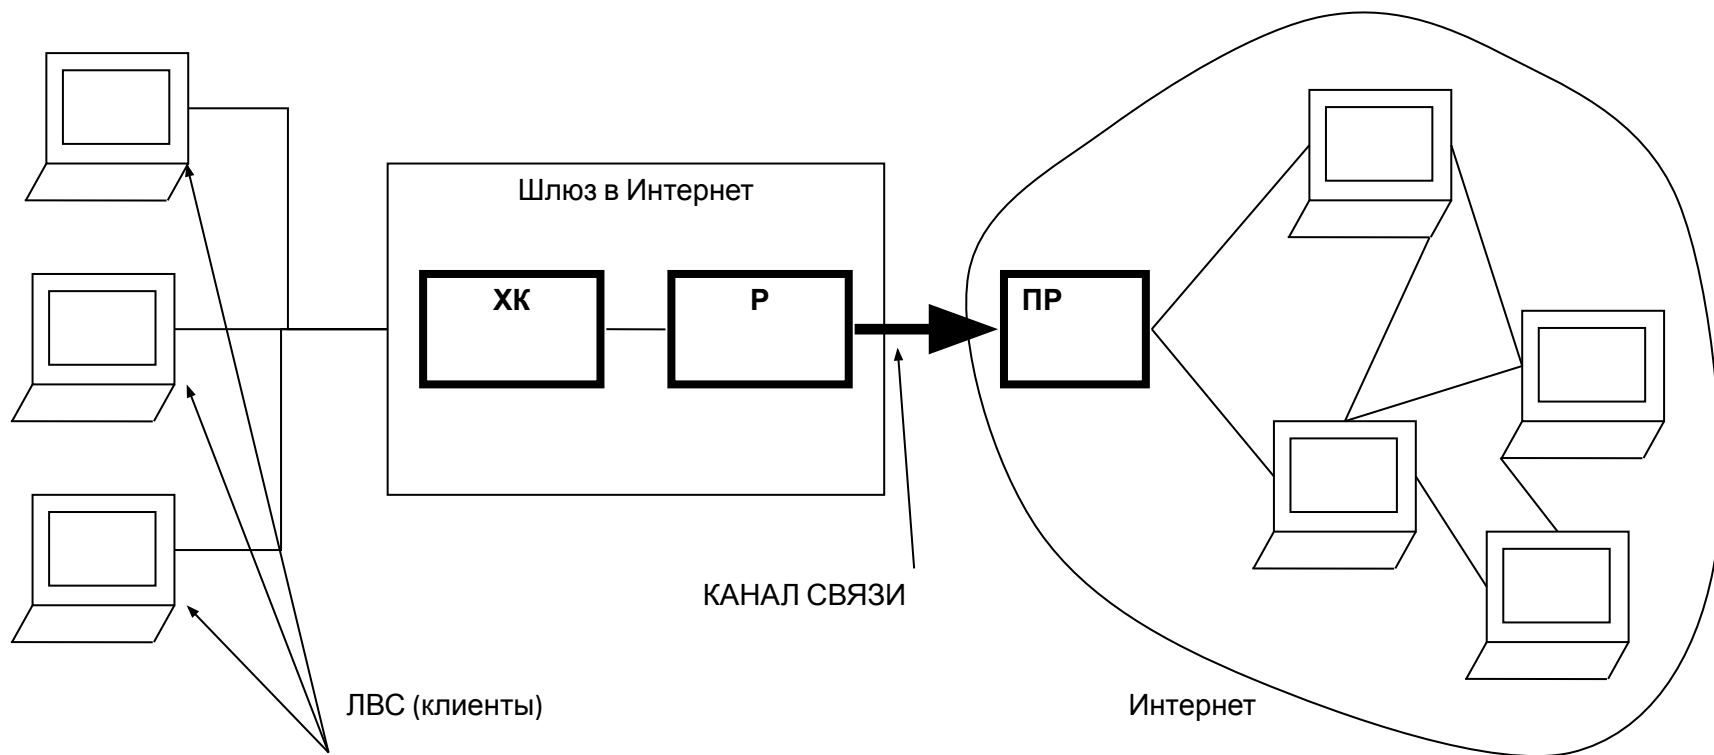 Шлюз в Интернет
ХК
Р
ПР
КАНАЛ СВЯЗИ
ЛВС (клиенты)
Интернет